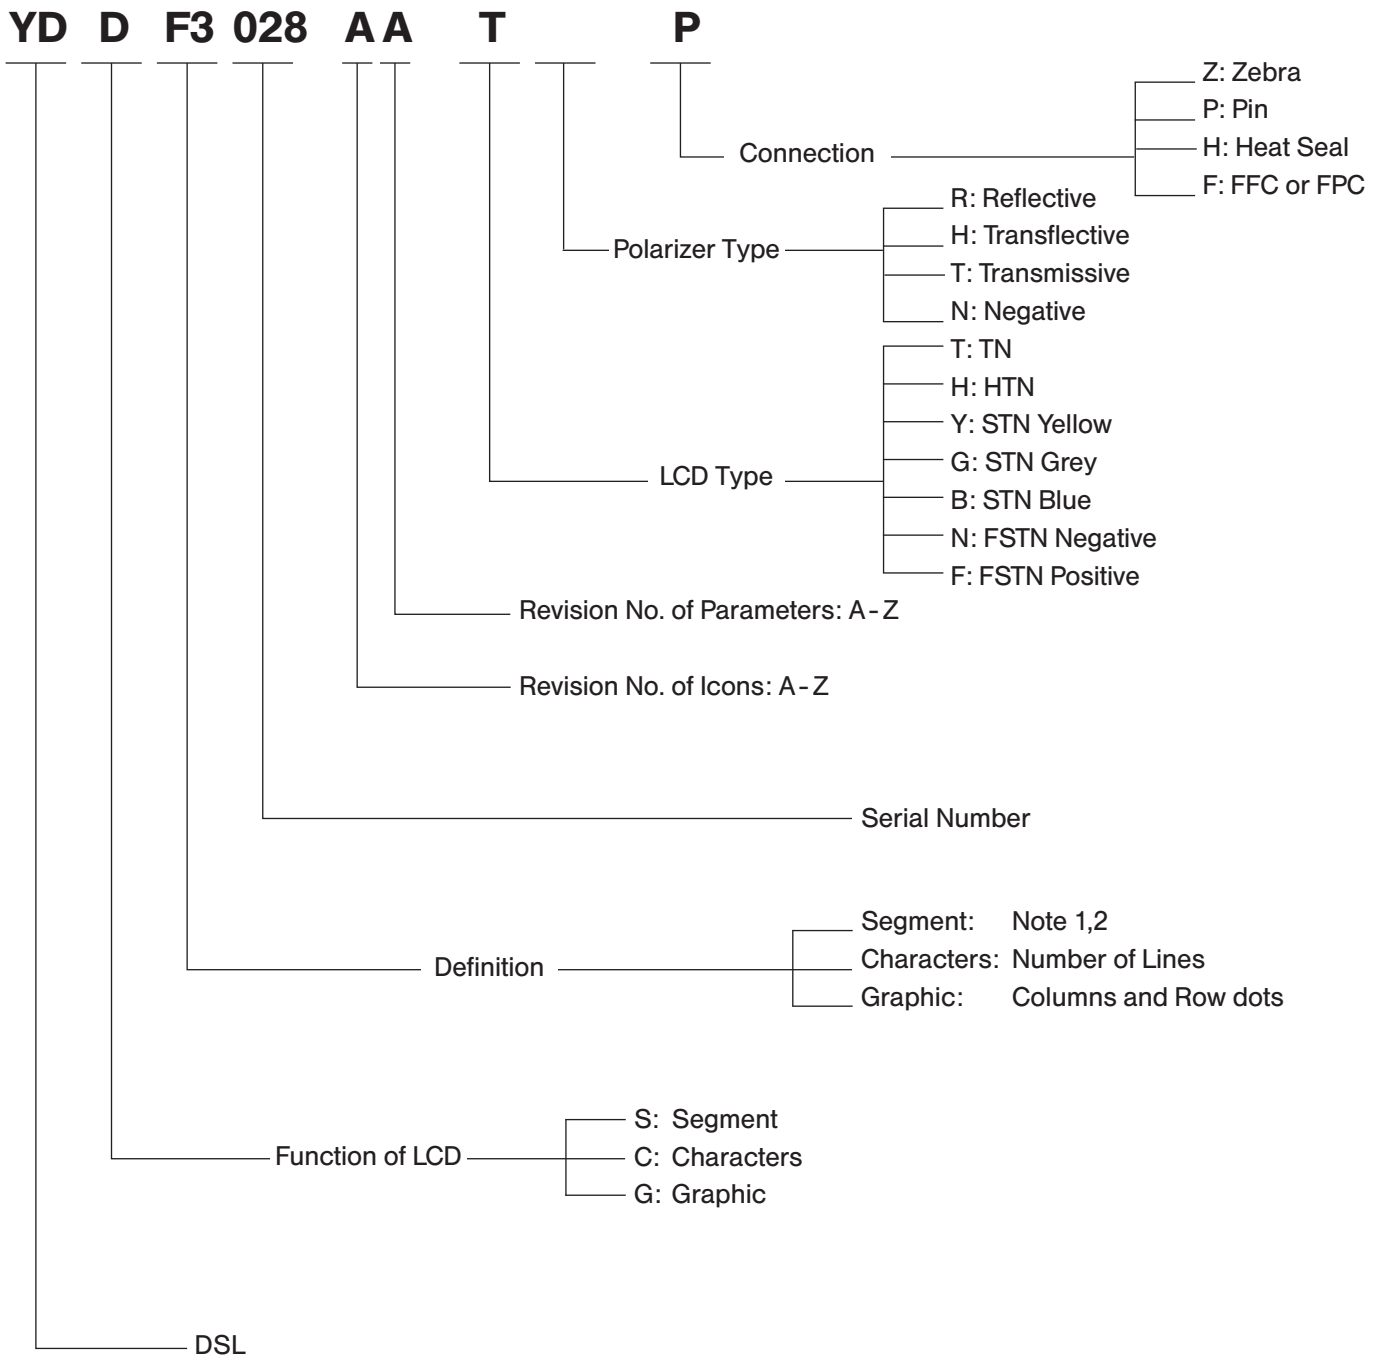 YD D F3 028 A A T P
Z: Zebra
P: Pin
Connection
H: Heat Seal
F: FFC or FPC
R: Reflective
H: Transflective
Polarizer Type
T: Transmissive
N: Negative
T: TN
H: HTN
Y: STN Yellow
G: STN Grey
LCD Type
B: STN Blue
N: FSTN Negative
F: FSTN Positive
Revision No. of Parameters: A-Z
Revision No. of Icons: A-Z
Serial Number
Segment: Note 1,2
Definition
Characters: Number of Lines
Graphic: Columns and Row dots
S: Segment
Function of LCD
C: Characters
G: Graphic
DSL